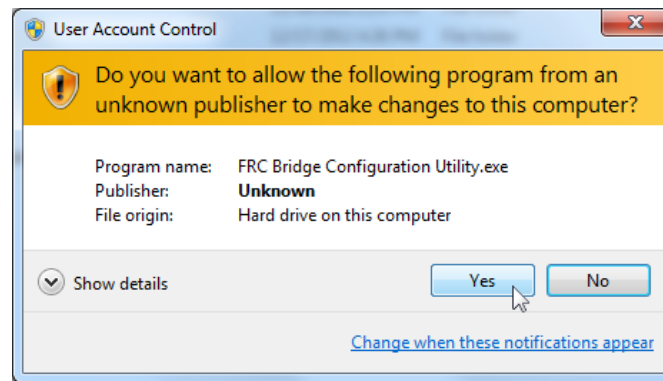 User Account Control
Do you want to allow the following program from an
unknown publisher to make changes to this computer?
Program name: FRC Bridge Configuration Utility.exe
Publisher: Unknown
File origin: Hard drive on this computer
Show details
Yes No
Change when these notifications appear